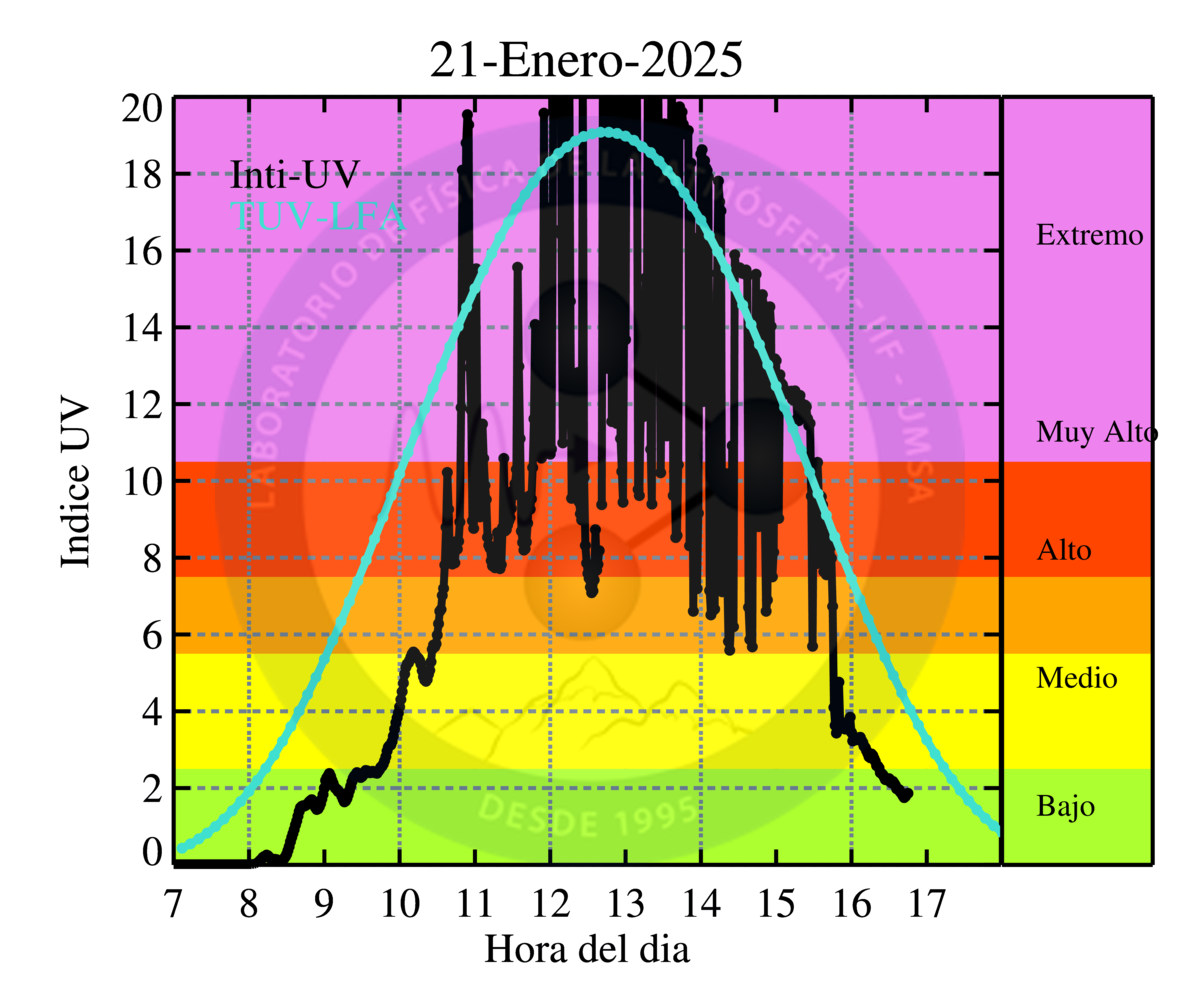 21-Enero-2025
Indice UV
20
18
16
14
12
10
8
6
4
2
0
Inti-UV
TUV-LFA
LABORATORIO DE FÍSICA DE LA ATMÓSFERA - IIF - UMSA
DESDE 1995
Extremo
Muy Alto
Alto
Medio
Bajo
7 8 9 10 11 12 13 14 15 16 17
Hora del dia